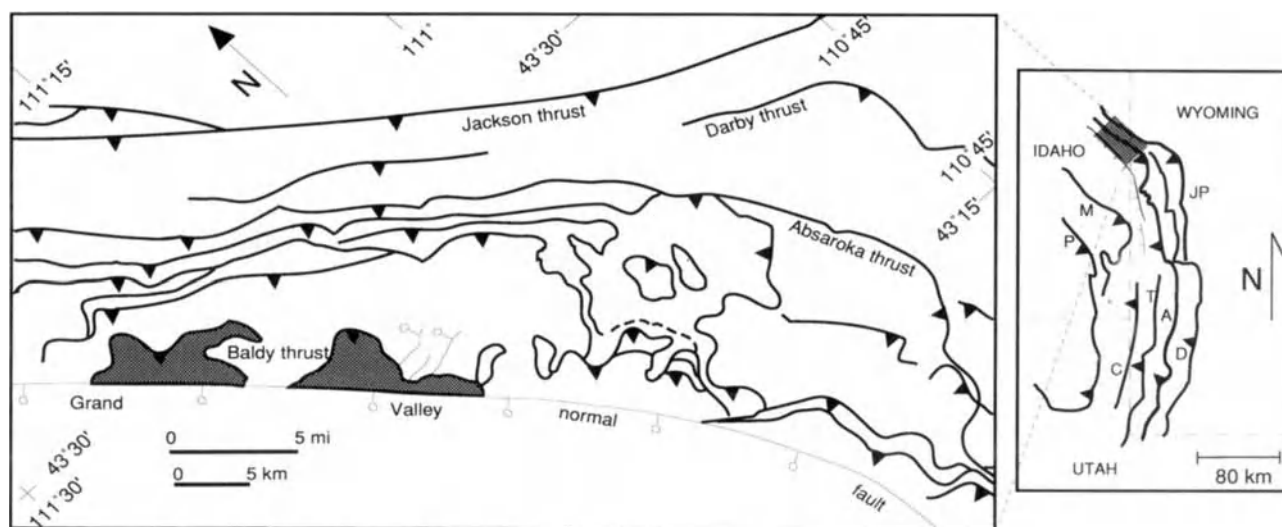 111°15'
N
111°
43°30'
110°45'
Jackson thrust
Darby thrust
110°45'
43°15'
Absaroka thrust
Baldy thrust
Grand
Valley
normal
fault
0 5 mi
0 5 km
43°30'
111°30'
WYOMING
IDAHO
JP
M
P
N
T
A
C
D
UTAH
80 km